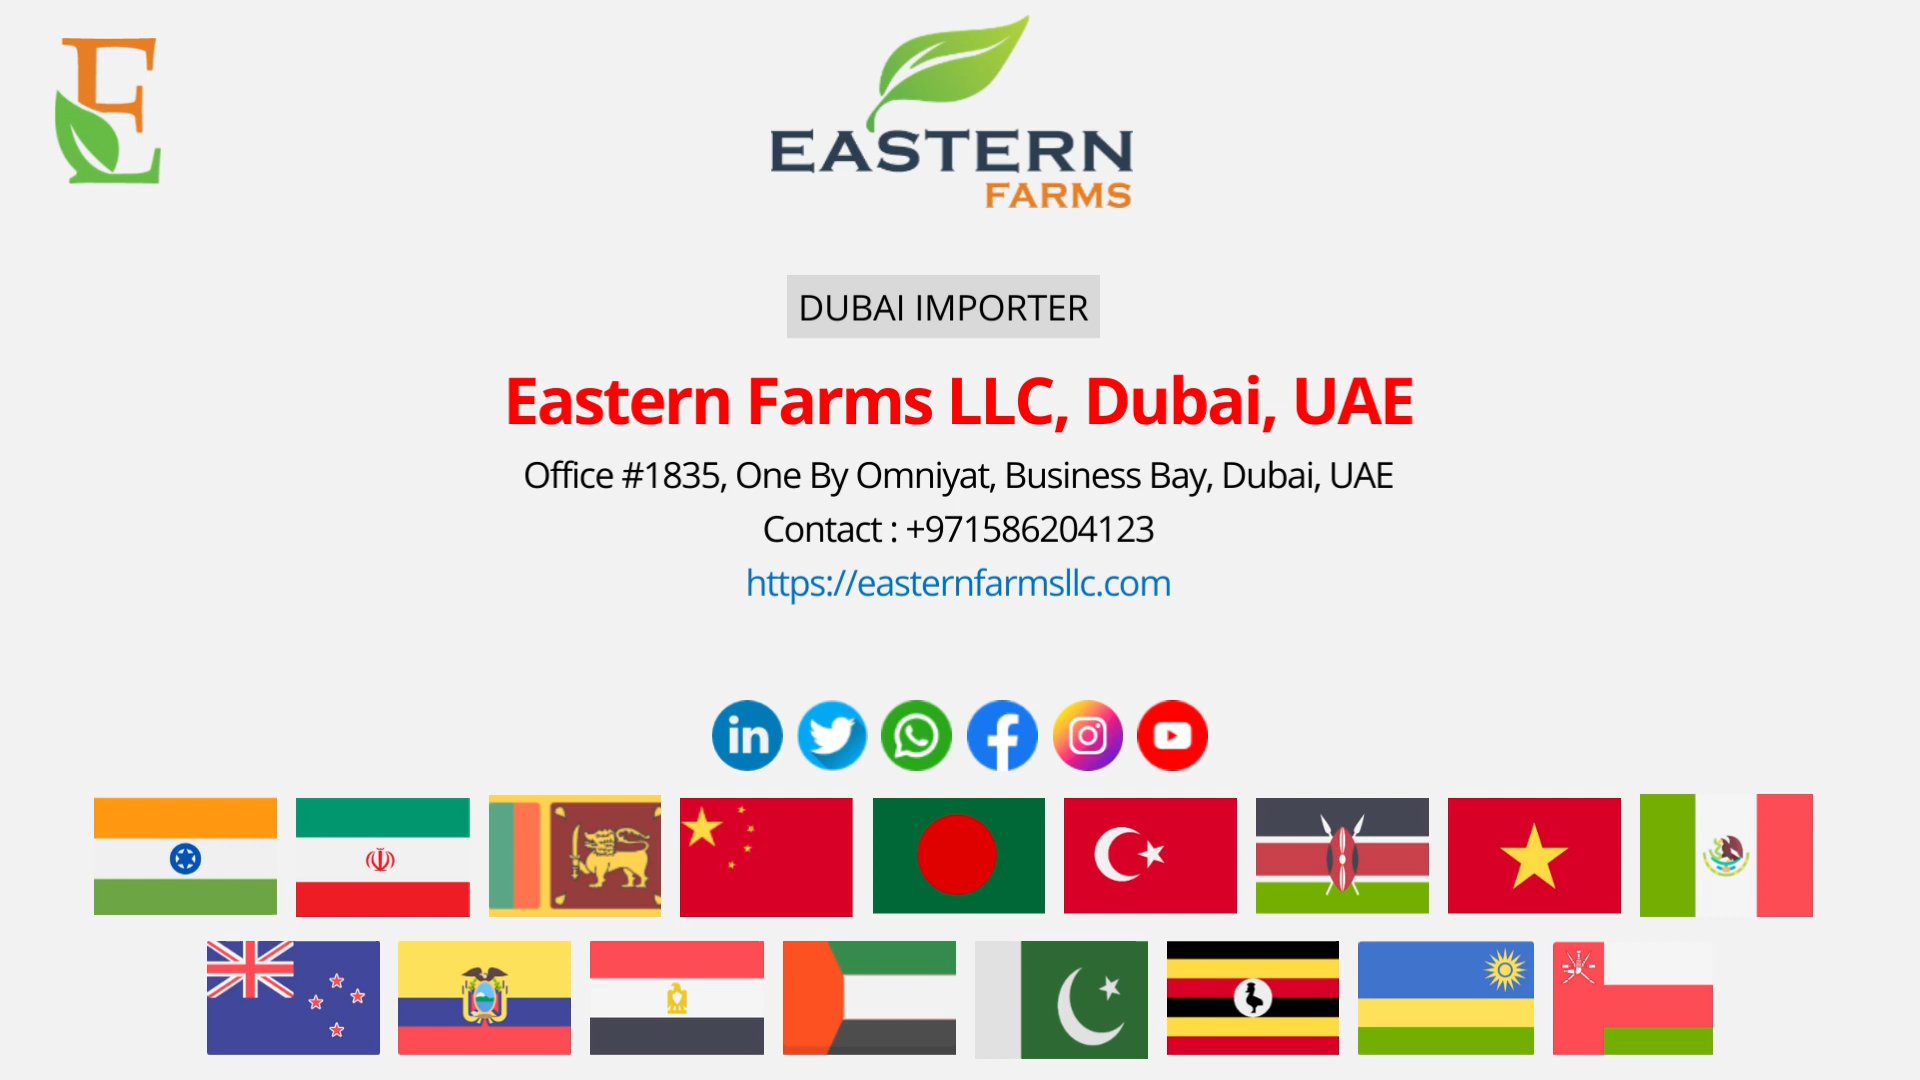 E
EASTERN
FARMS
DUBAI IMPORTER
Eastern Farms LLC, Dubai, UAE
Office #1835, One By Omniyat, Business Bay, Dubai, UAE
Contact : +971586204123
https://easternfarmsllc.com
in